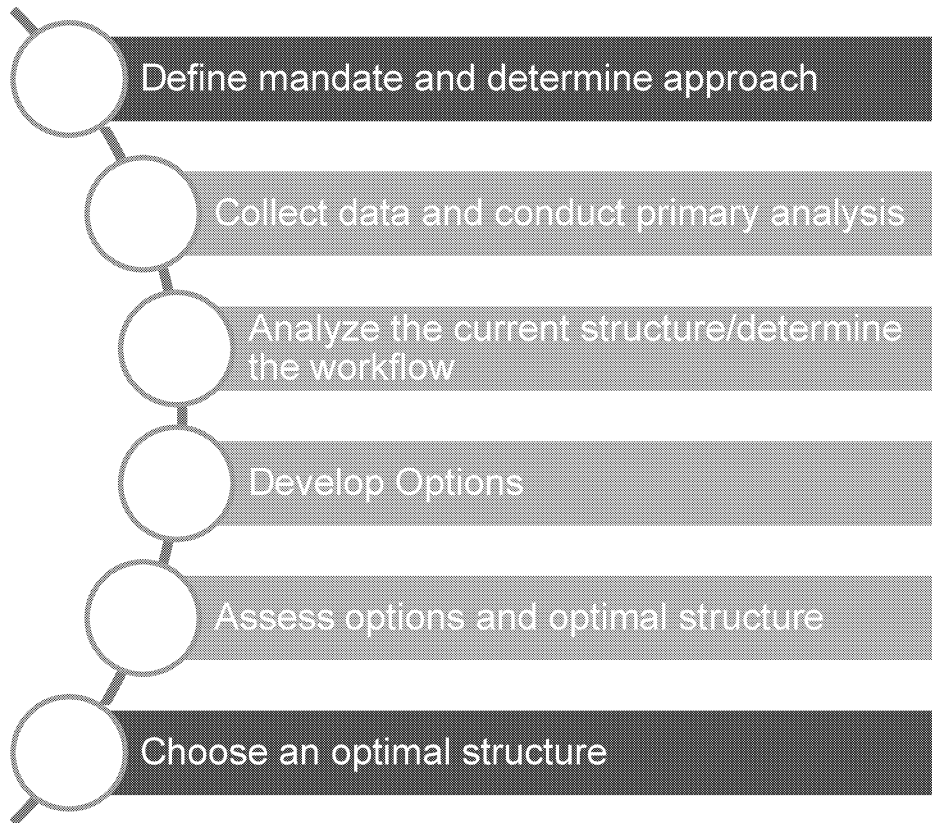 Define mandate and determine approach
Collect data and conduct primary analysis
Analyze the current structure/determine
the workflow
Develop Options
Assess options and optimal structure
Choose an optimal structure